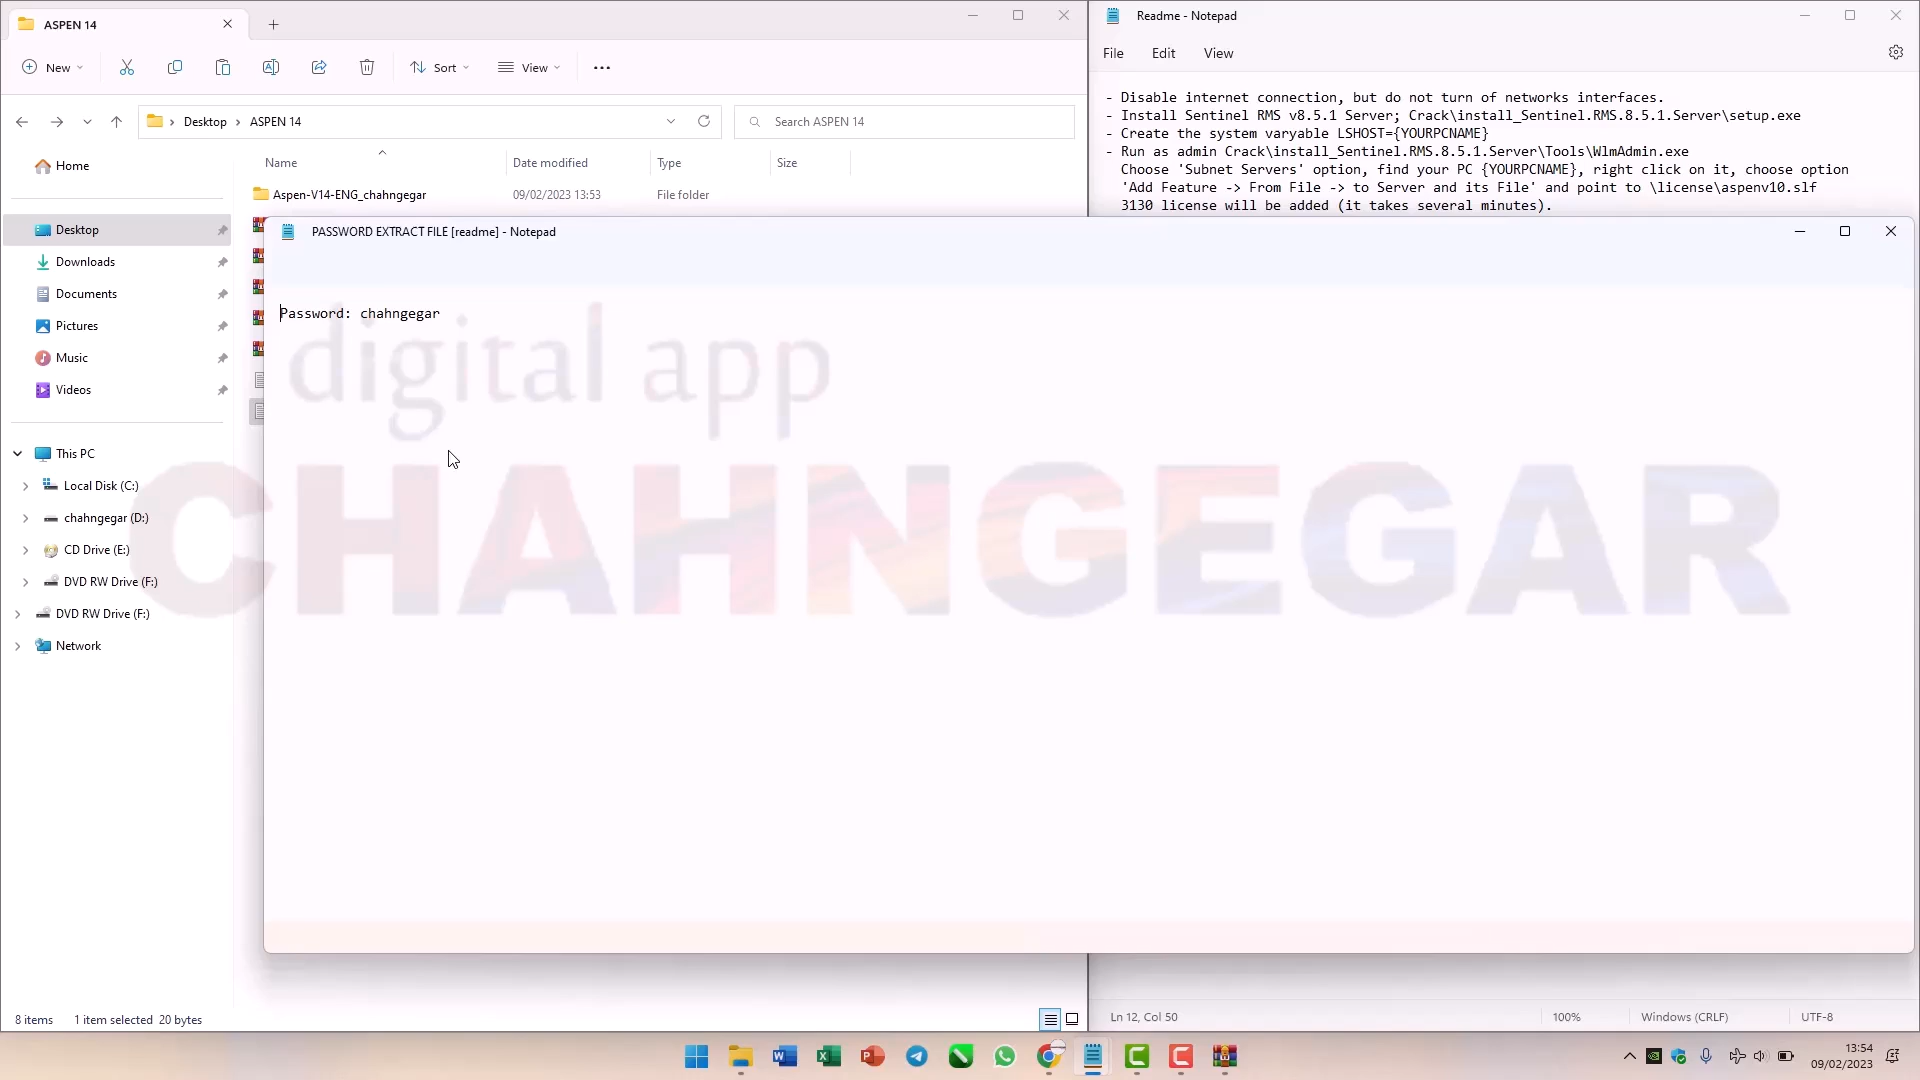 ASPEN 14
New
Sort
View
Desktop
ASPEN 14
Search ASPEN 14
Home
Desktop
Downloads
Documents
Pictures
Music
Videos
This PC
Local Disk (C:)
chahngegar (D:)
CD Drive (E:)
DVD RW Drive (F:)
DVD RW Drive (F:)
Network
Name Date modified Type Size
Aspen-V14-ENG_chahngegar 09/02/2023 13:53 File folder
8 items 1 item selected 20 bytes
Readme - Notepad
File Edit View
- Disable internet connection, but do not turn of networks interfaces.
- Install Sentinel RMS v8.5.1 Server; Crack\install_Sentinel.RMS.8.5.1.Server\setup.exe
- Create the system varyable LSHOST={YOURPCNAME}
- Run as admin Crack\install_Sentinel.RMS.8.5.1.Server\Tools\WlmAdmin.exe
Choose 'Subnet Servers' option, find your PC {YOURPCNAME}, right click on it, choose option
'Add Feature -> From File -> to Server and its File' and point to \license\aspenv10.slf
3130 license will be added (it takes several minutes).
PASSWORD EXTRACT FILE [readme] - Notepad
Password: chahngegar
digital app
CHAHNGEGAR
Ln 12, Col 50 100% Windows (CRLF) UTF-8
13:54
09/02/2023